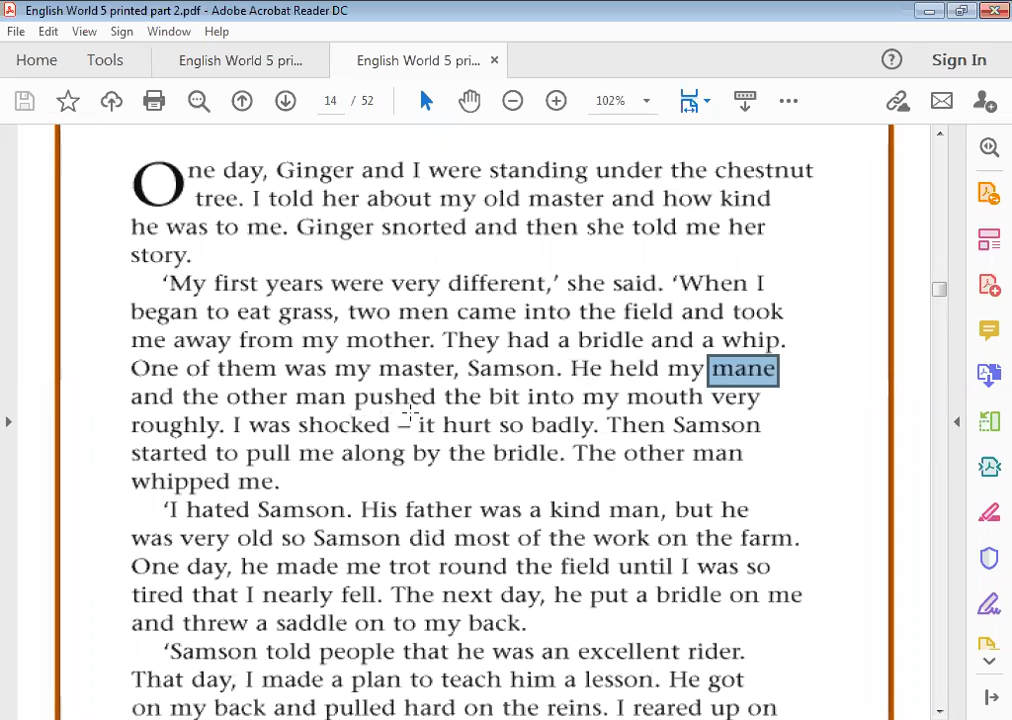 English World 5 printed part 2.pdf - Adobe Acrobat Reader DC
File Edit View Sign Window Help
Home Tools English World 5 pri... English World 5 pri... × ? Sign In
14 / 52 102%
One day, Ginger and I were standing under the chestnut
tree. I told her about my old master and how kind
he was to me. Ginger snorted and then she told me her
story.
‘My first years were very different,’ she said. ‘When I
began to eat grass, two men came into the field and took
me away from my mother. They had a bridle and a whip.
One of them was my master, Samson. He held my mane
and the other man pushed the bit into my mouth very
roughly. I was shocked – it hurt so badly. Then Samson
started to pull me along by the bridle. The other man
whipped me.
‘I hated Samson. His father was a kind man, but he
was very old so Samson did most of the work on the farm.
One day, he made me trot round the field until I was so
tired that I nearly fell. The next day, he put a bridle on me
and threw a saddle on to my back.
‘Samson told people that he was an excellent rider.
That day, I made a plan to teach him a lesson. He got
on my back and pulled hard on the reins. I reared up on